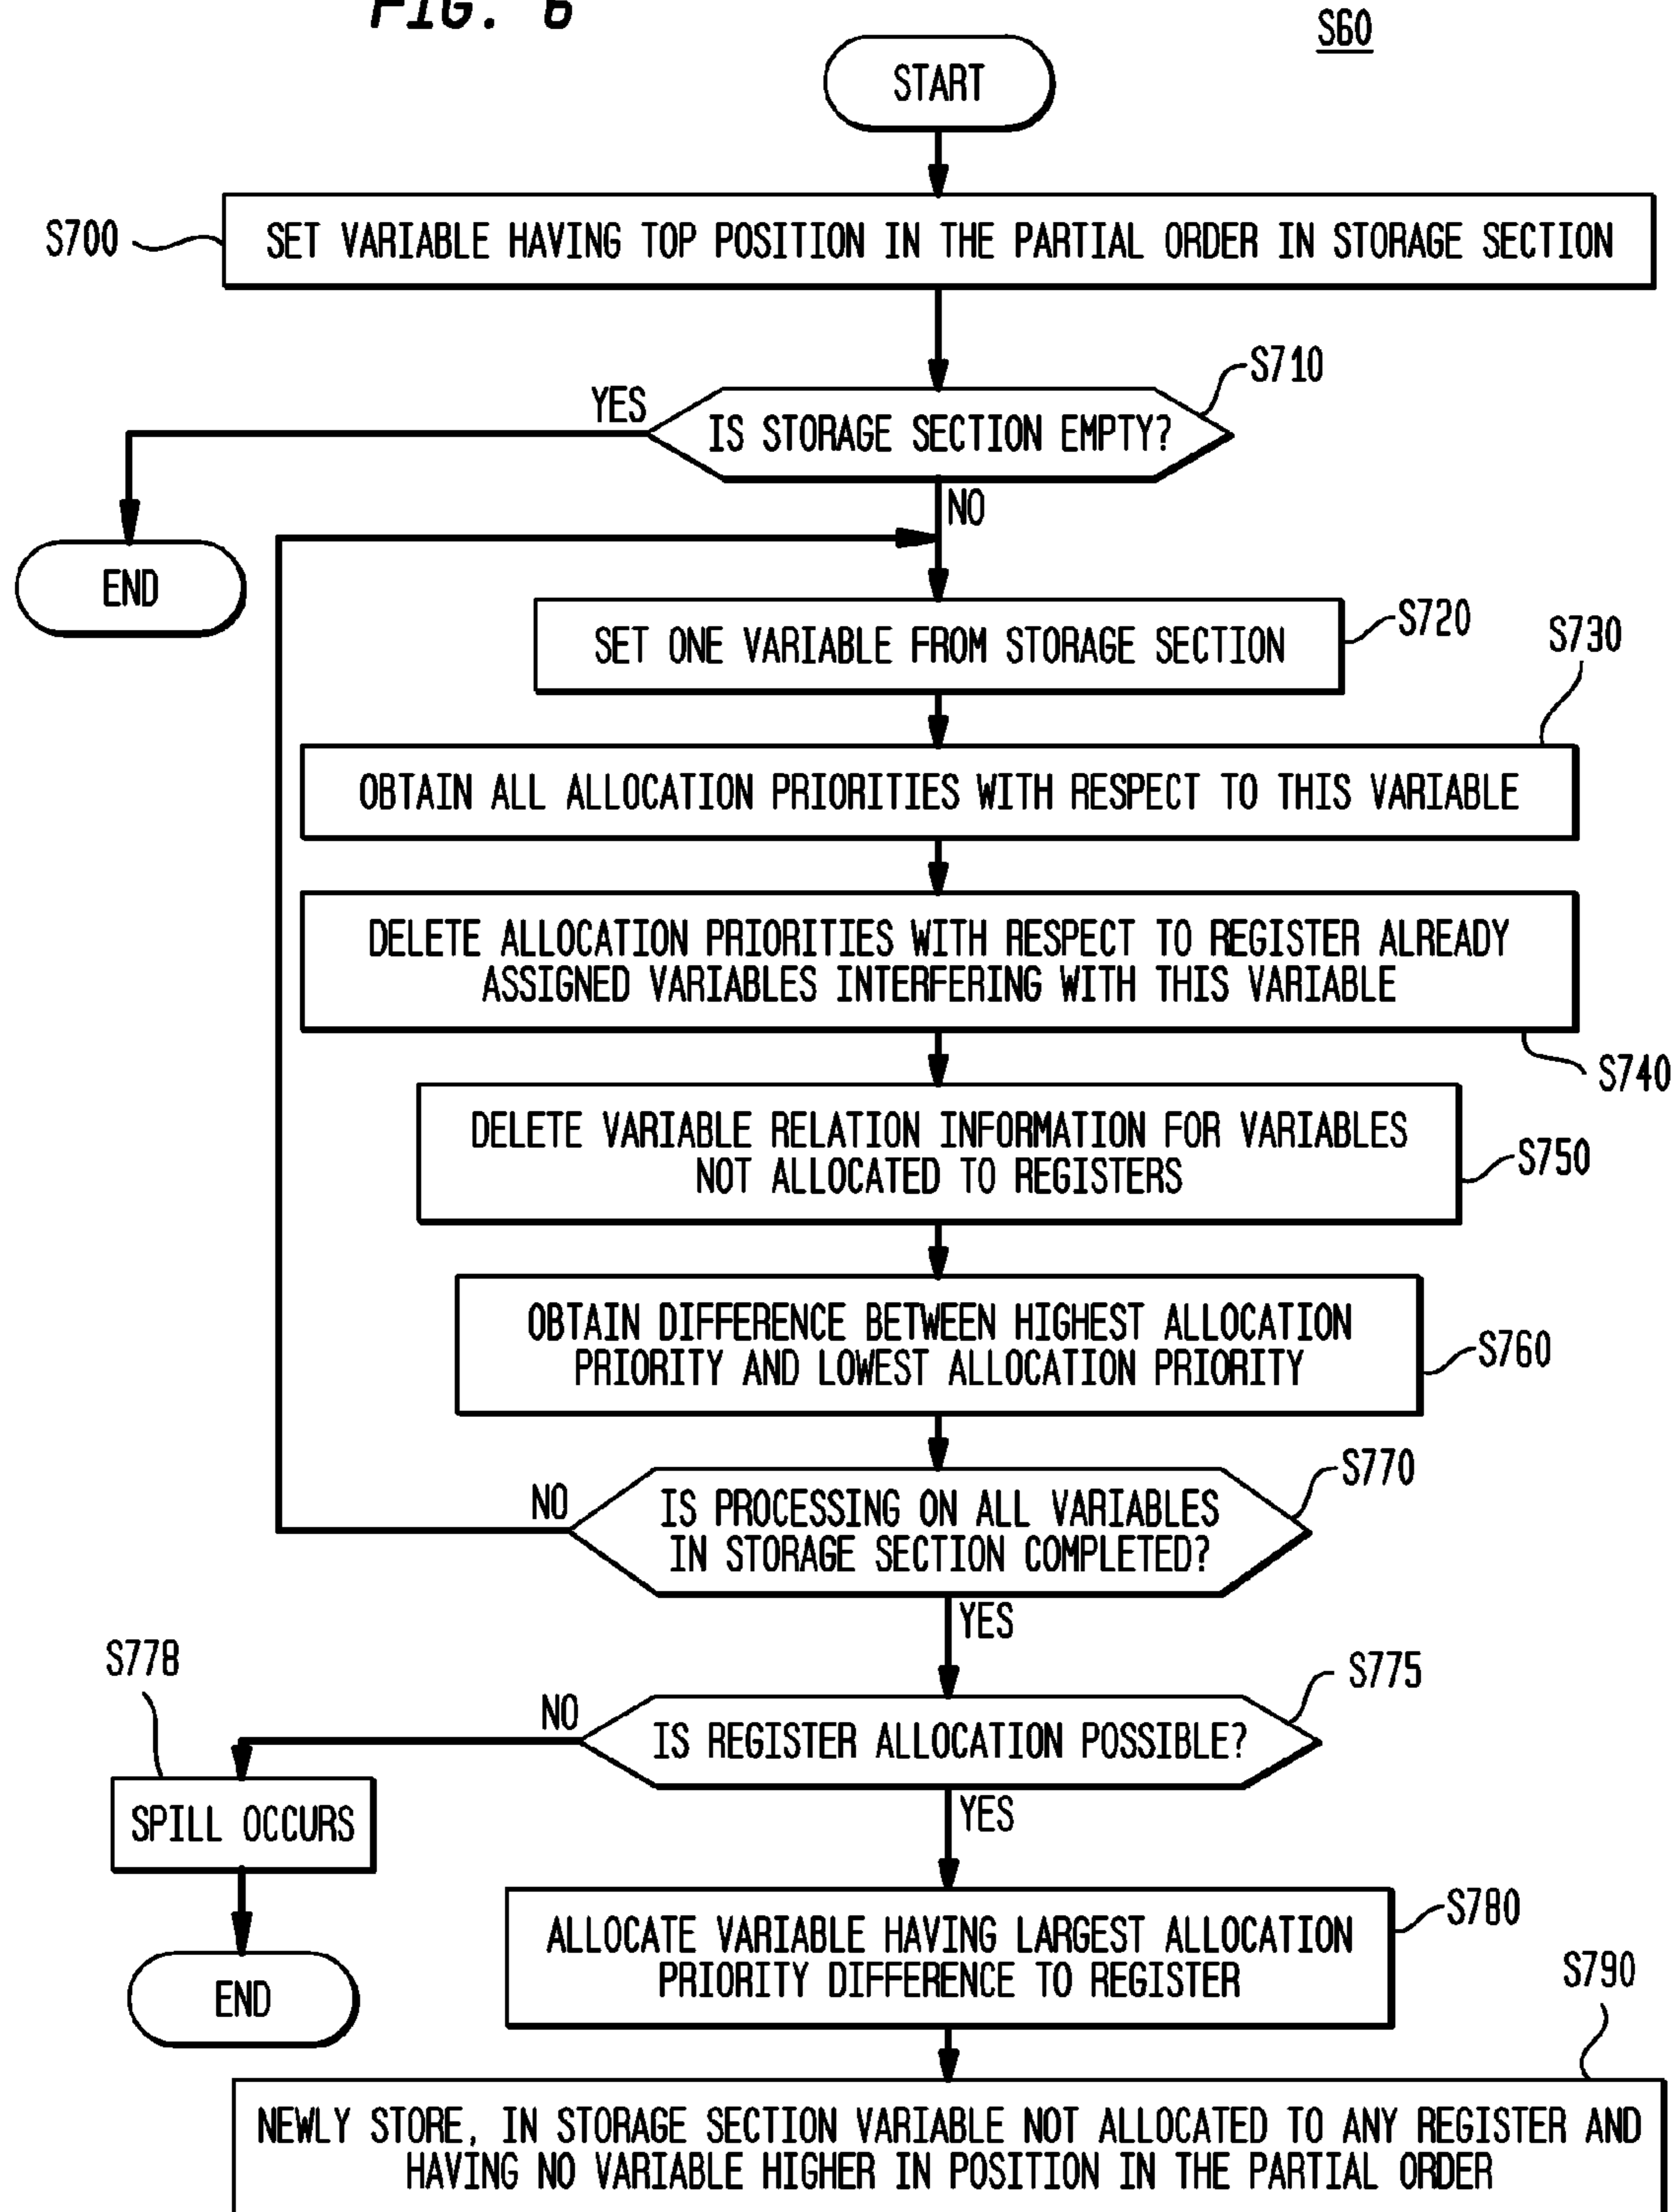 FIG. 6
S60
START
S700
SET VARIABLE HAVING TOP POSITION IN THE PARTIAL ORDER IN STORAGE SECTION
S710
YES
IS STORAGE SECTION EMPTY?
NO
END
S720
SET ONE VARIABLE FROM STORAGE SECTION
S730
OBTAIN ALL ALLOCATION PRIORITIES WITH RESPECT TO THIS VARIABLE
DELETE ALLOCATION PRIORITIES WITH RESPECT TO REGISTER ALREADY
ASSIGNED VARIABLES INTERFERING WITH THIS VARIABLE
S740
DELETE VARIABLE RELATION INFORMATION FOR VARIABLES
NOT ALLOCATED TO REGISTERS
S750
OBTAIN DIFFERENCE BETWEEN HIGHEST ALLOCATION
PRIORITY AND LOWEST ALLOCATION PRIORITY
S760
S770
NO
IS PROCESSING ON ALL VARIABLES
IN STORAGE SECTION COMPLETED?
YES
S778
S775
NO
IS REGISTER ALLOCATION POSSIBLE?
YES
SPILL OCCURS
S780
ALLOCATE VARIABLE HAVING LARGEST ALLOCATION
PRIORITY DIFFERENCE TO REGISTER
END
S790
NEWLY STORE, IN STORAGE SECTION VARIABLE NOT ALLOCATED TO ANY REGISTER AND
HAVING NO VARIABLE HIGHER IN POSITION IN THE PARTIAL ORDER